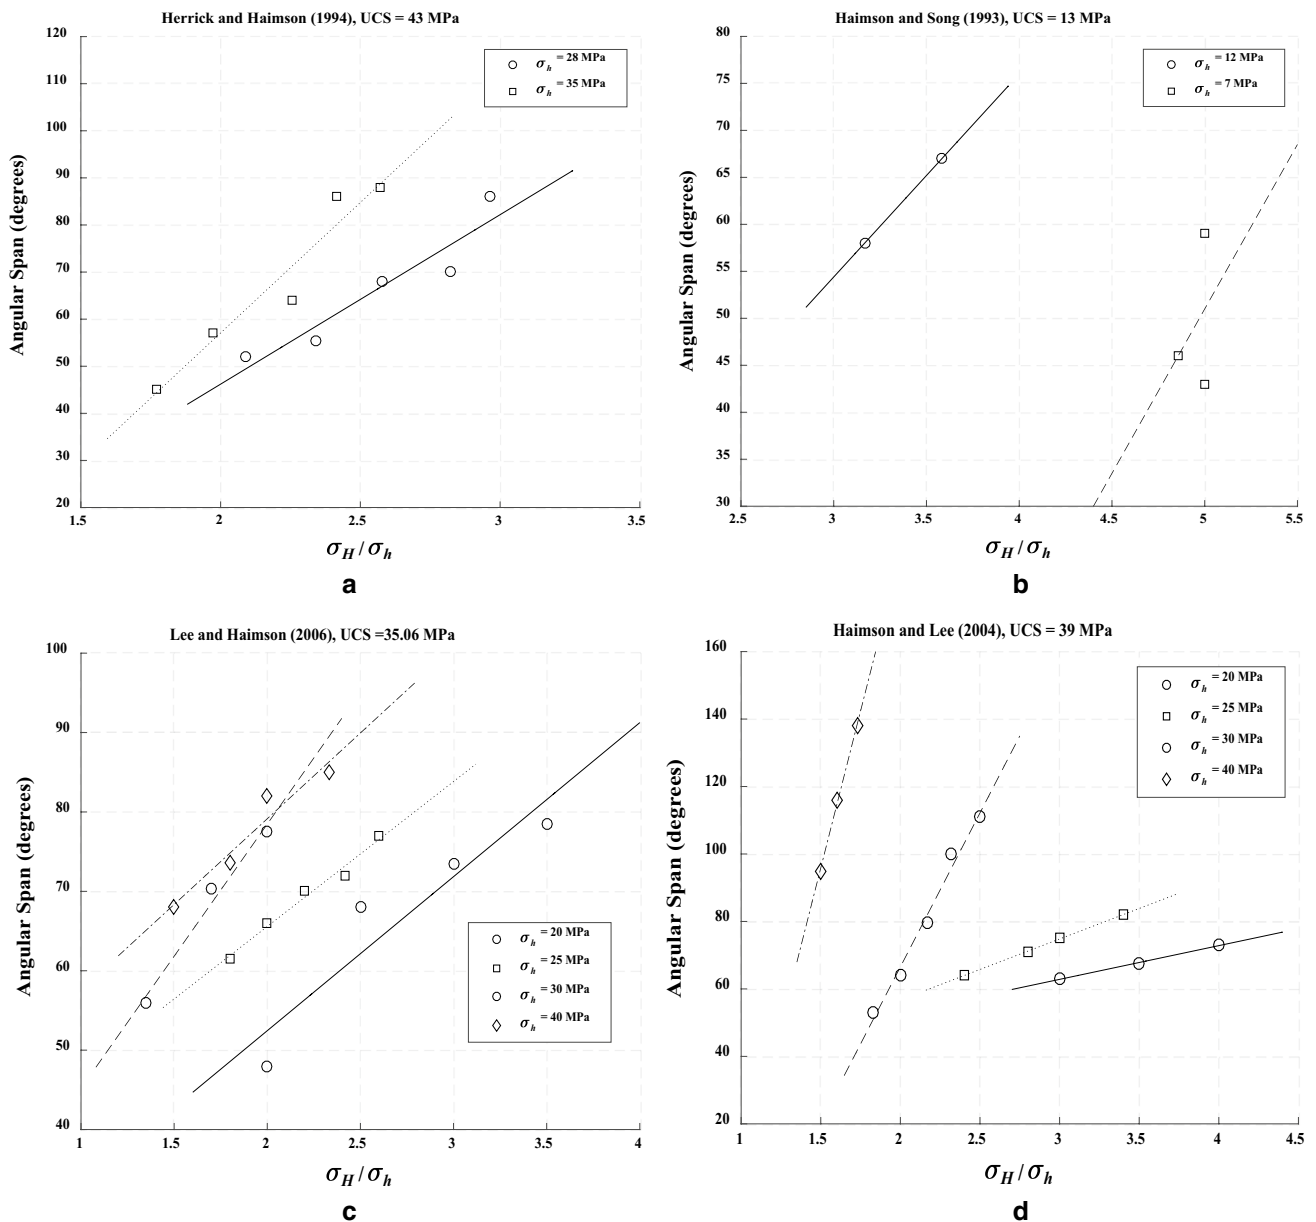 Herrick and Haimson (1994), UCS = 43 MPa
120
110
100
90
80
70
60
50
40
30
20
Angular Span (degrees)
σh = 28 MPa
σh = 35 MPa
1.5 2 2.5 3 3.5
σH/σh
a
Haimson and Song (1993), UCS = 13 MPa
80
75
70
65
60
55
50
45
40
35
30
Angular Span (degrees)
σh = 12 MPa
σh = 7 MPa
2.5 3 3.5 4 4.5 5 5.5
σH/σh
b
Lee and Haimson (2006), UCS =35.06 MPa
100
90
80
70
60
50
40
Angular Span (degrees)
σh = 20 MPa
σh = 25 MPa
σh = 30 MPa
σh = 40 MPa
1 1.5 2 2.5 3 3.5 4
σH/σh
c
Haimson and Lee (2004), UCS = 39 MPa
160
140
120
100
80
60
40
20
Angular Span (degrees)
σh = 20 MPa
σh = 25 MPa
σh = 30 MPa
σh = 40 MPa
1 1.5 2 2.5 3 3.5 4 4.5
σH/σh
d